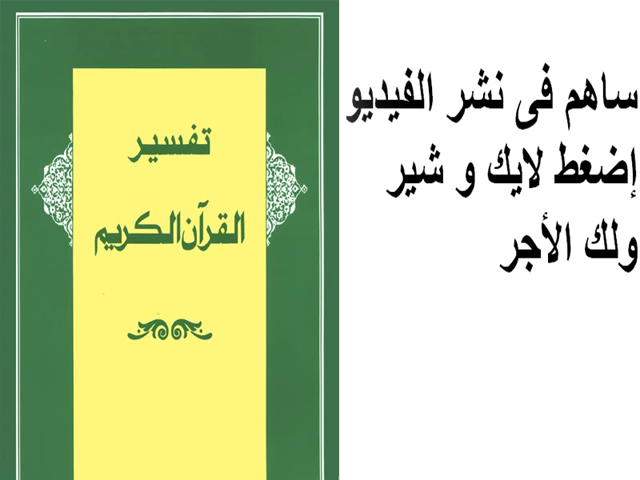 تفسير
القرآن الكريم
ساهم فى نشر الفيديو
إضغط لايك و شير
ولك الأجر